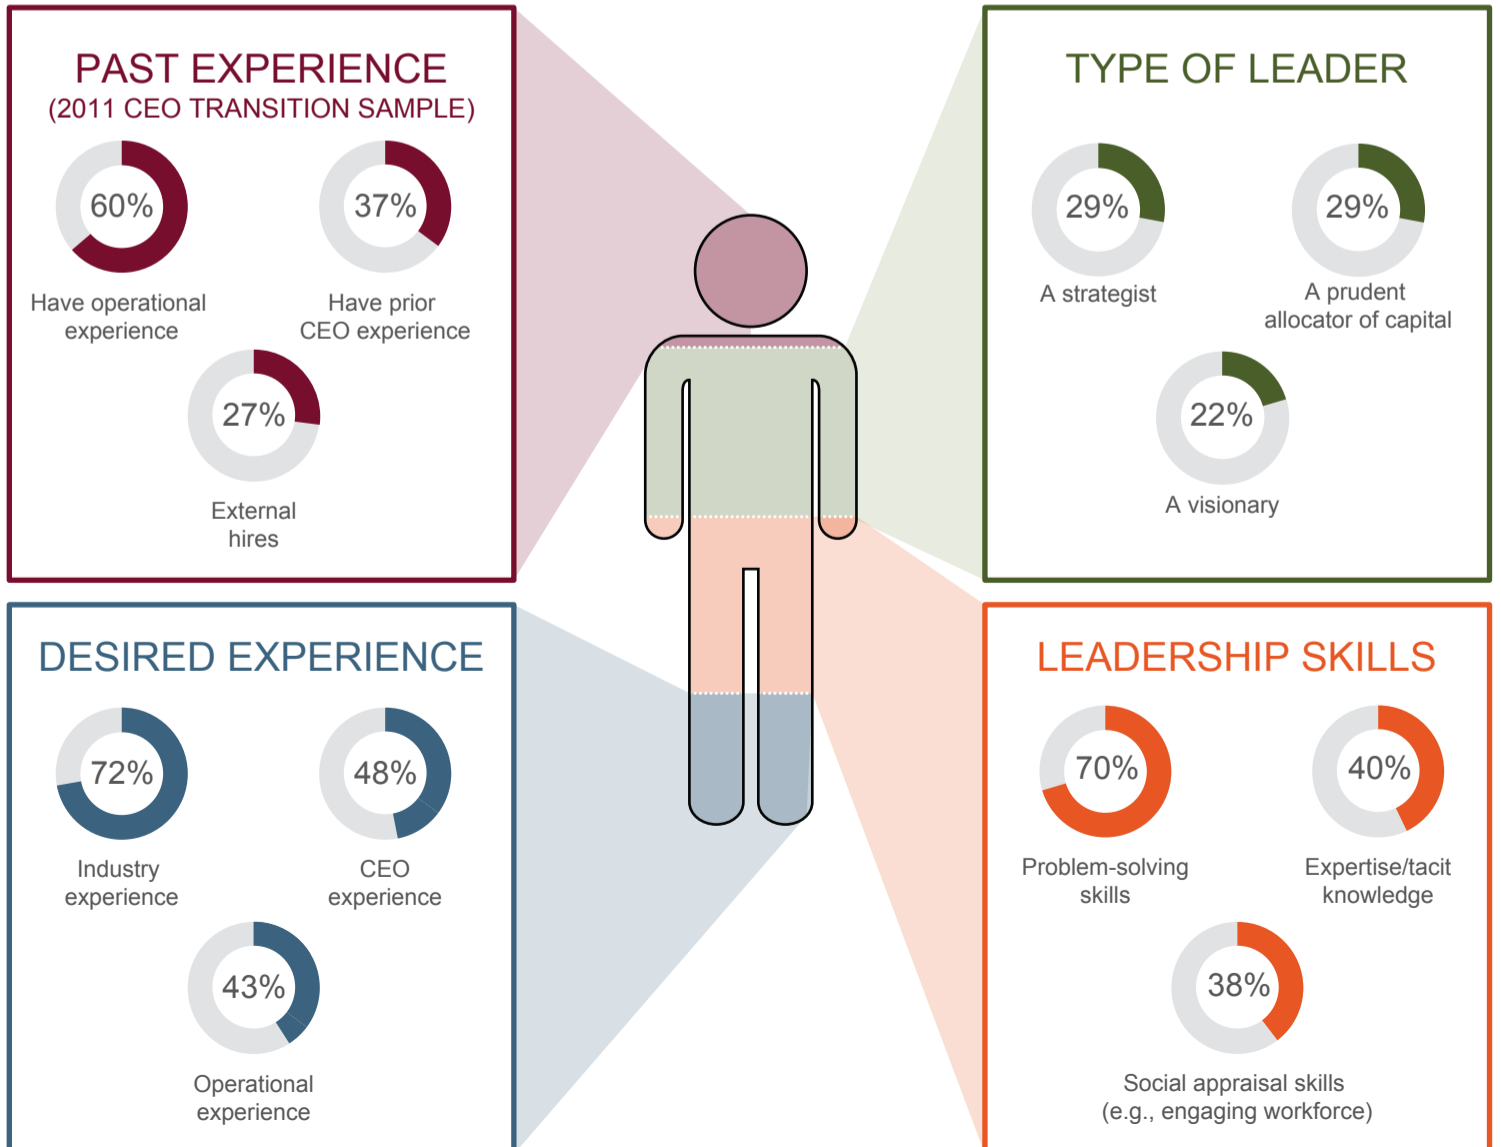 PAST EXPERIENCE
(2011 CEO TRANSITION SAMPLE)
60%
Have operational
experience
37%
Have prior
CEO experience
27%
External
hires
TYPE OF LEADER
29%
A strategist
29%
A prudent
allocator of capital
22%
A visionary
DESIRED EXPERIENCE
72%
Industry
experience
48%
CEO
experience
43%
Operational
experience
LEADERSHIP SKILLS
70%
Problem-solving
skills
40%
Expertise/tacit
knowledge
38%
Social appraisal skills
(e.g., engaging workforce)